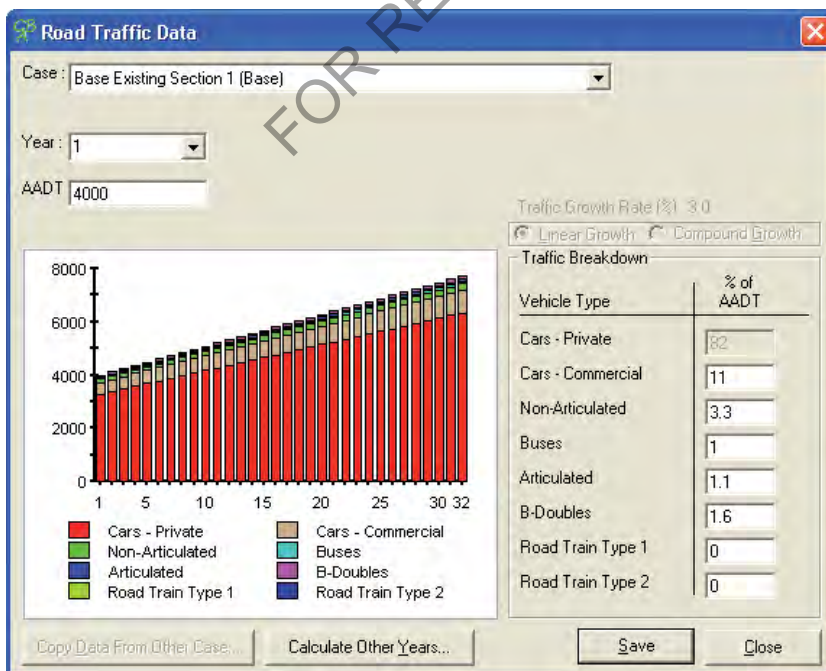 Road Traffic Data
FOR RE
Case : Base Existing Section 1 (Base)
Year : 1
AADT 4000
Traffic Growth Rate (%) 3.0
Linear Growth Compound Growth
8000
6000
4000
2000
0
1 5 10 15 20 25 30 32
Cars - Private Cars - Commercial
Non-Articulated Buses
Articulated B-Doubles
Road Train Type 1 Road Train Type 2
Traffic Breakdown
Vehicle Type % of AADT
Cars - Private 82
Cars - Commercial 11
Non-Articulated 3.3
Buses 1
Articulated 1.1
B-Doubles 1.6
Road Train Type 1 0
Road Train Type 2 0
Copy Data From Other Case... Calculate Other Years... Save Close